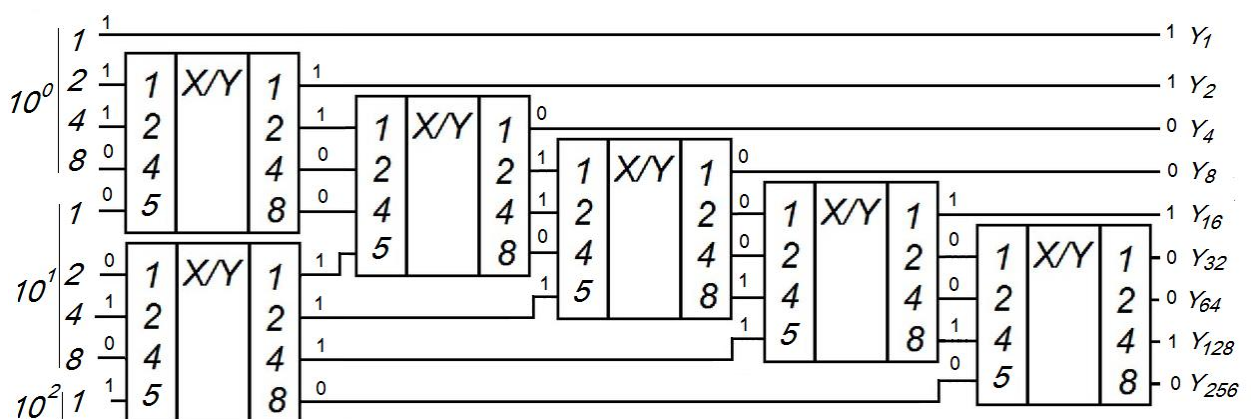 1 1 1 Y1
10⁰ 2 1 1 X/Y 1 1 1 Y2
4 1 2 2 1 1 X/Y 1 0 0 Y4
8 0 4 4 0 2 2 1 1 X/Y 1 0 0 Y8
1 0 5 8 0 4 4 1 2 2 0 1 X/Y 1 1 1 Y16
10¹ 2 0 1 X/Y 1 1 5 8 0 4 4 0 2 2 0 1 X/Y 1 0 Y32
4 1 2 2 1 1 5 8 1 4 4 0 2 2 0 Y64
8 0 4 4 1 1 5 8 1 4 4 1 Y128
10² 1 1 5 8 0 0 5 8 0 Y256